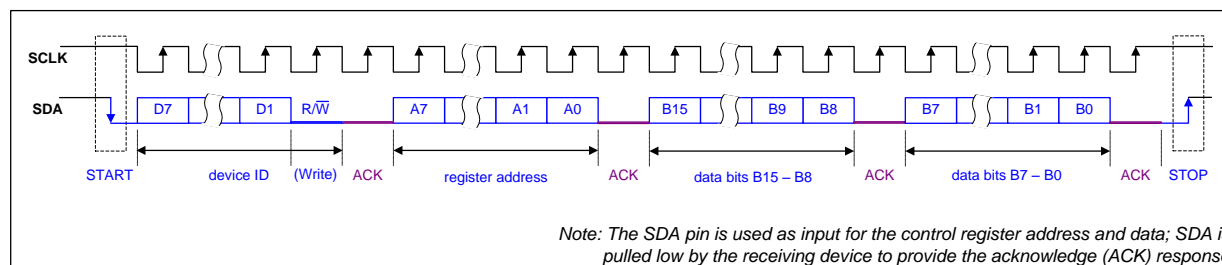 SCLK
SDA D7 D1 R/W A7 A1 A0 B15 B9 B8 B7 B1 B0
START device ID (Write) ACK register address ACK data bits B15 – B8 ACK data bits B7 – B0 ACK STOP
Note: The SDA pin is used as input for the control register address and data; SDA i
pulled low by the receiving device to provide the acknowledge (ACK) respons